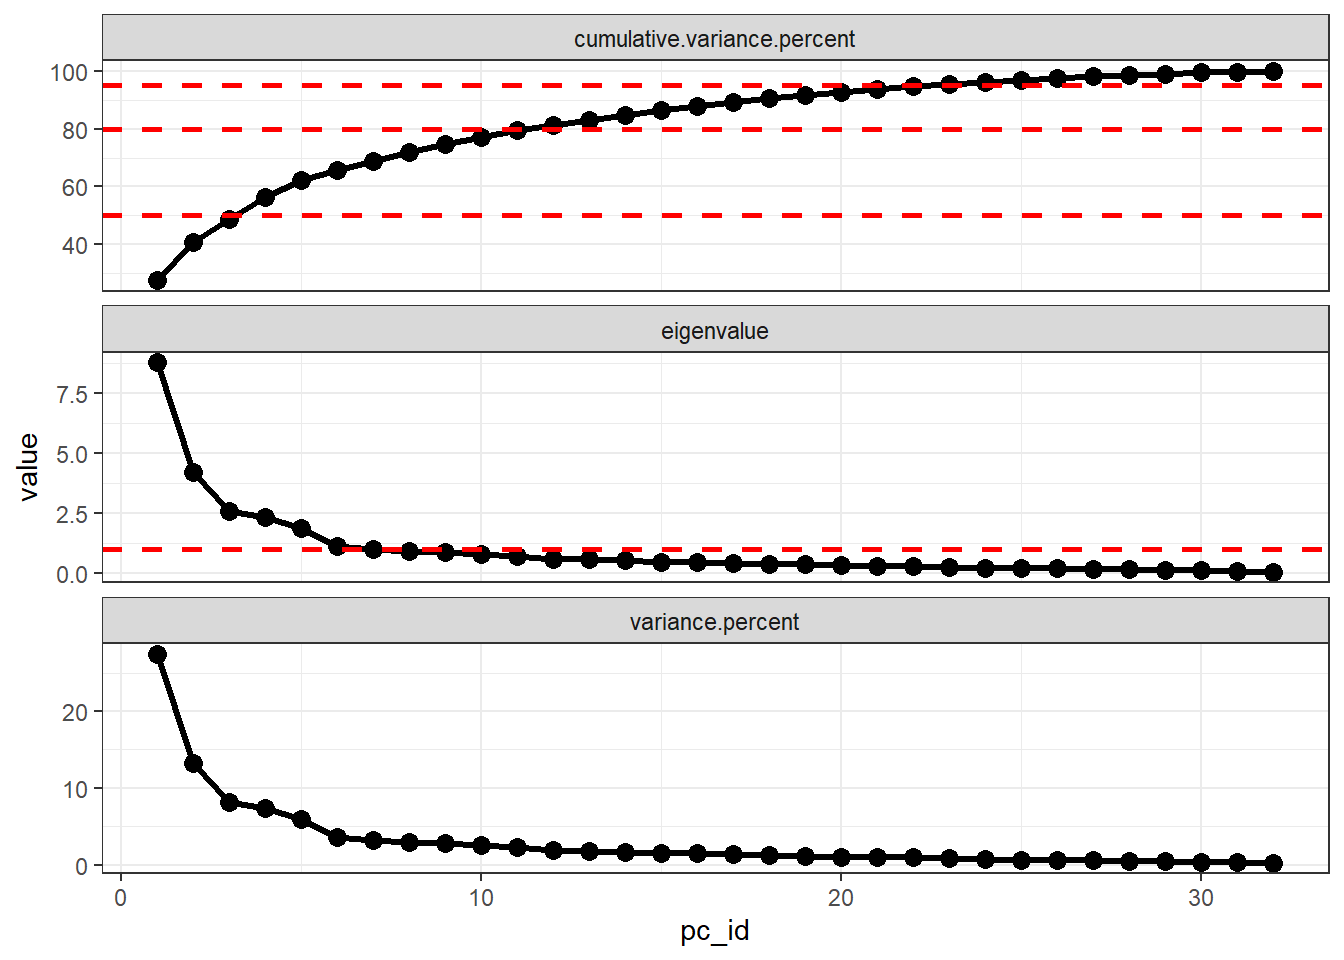 cumulative.variance.percent
100
80
60
40
eigenvalue
7.5
5.0
2.5
0.0
value
variance.percent
20
10
0
0 10 20 30
pc_id